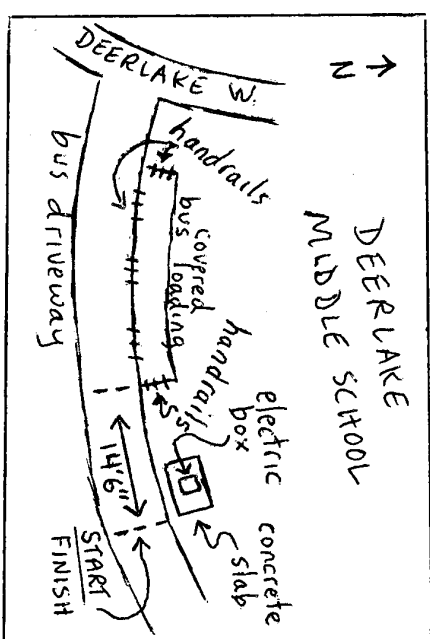 N
DEERLAKE
MIDDLE SCHOOL
DEERLAKE W.
handrails
covered
bus loading
handrails
electric
box
concrete
slab
bus driveway
14'6"
START
FINISH